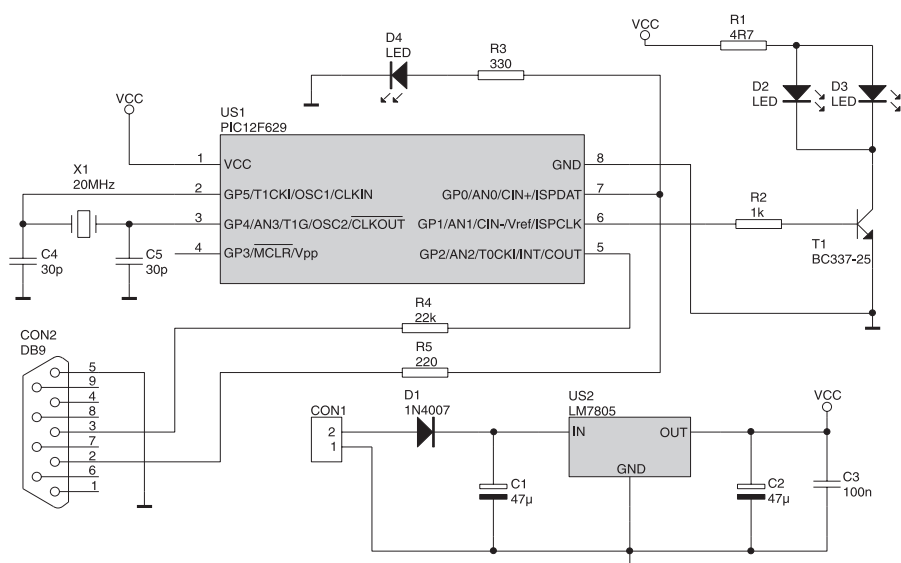 VCC
R1
4R7
D2
LED
D3
LED
D4
LED
R3
330
VCC
US1
PIC12F629
X1
20MHz
C4
30p
C5
30p
1
VCC
2
GP5/T1CKI/OSC1/CLKIN
3
GP4/AN3/T1G/OSC2/CLKOUT
4
GP3/MCLR/Vpp
GND
8
GP0/AN0/CIN+/ISPDAT
7
GP1/AN1/CIN-/Vref/ISPCLK
6
GP2/AN2/T0CKI/INT/COUT
5
R2
1k
T1
BC337-25
R4
22k
R5
220
CON2
DB9
5
9
4
8
3
7
2
6
1
CON1
2
1
D1
1N4007
US2
LM7805
IN
OUT
GND
VCC
C1
47µ
C2
47µ
C3
100n